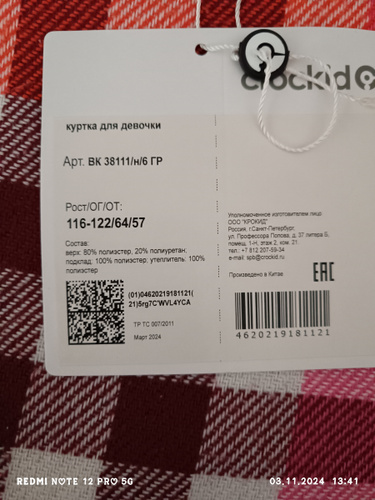 crockid
куртка для девочки
Арт. ВК 38111/н/6 ГР
Рост/ОГ/ОТ:
116-122/64/57
Состав:
верх: 80% полиэстер, 20% полиуретан;
подклад: 100% полиэстер; утеплитель: 100%
полиэстер
(01)04620219181121(
21)5rg7C'WVL4YCA
ТР ТС 007/2011
Март 2024
Уполномоченное изготовителем лицо:
ООО "КРОКИД"
Россия, г.Санкт-Петербург,
ул. Профессора Попова, д. 37 литера Б,
помещ. 1-Н, этаж 2, ком. 21
тел.: +7 812 207-59-34
e-mail: spb@crockid.ru
Произведено в Китае
EAC
4620219181121
REDMI NOTE 12 PRO 5G
03.11.2024 13:41